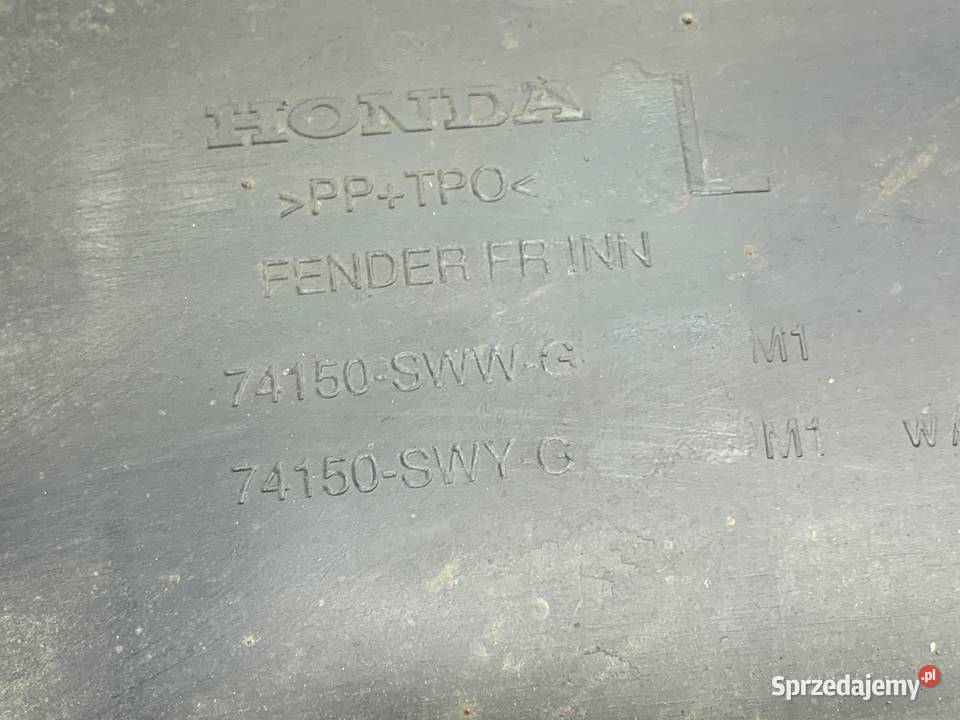 HONDA L
>PP+TPO<
FENDER FR INN
74150-SWW-G M1
74150-SWY-G M1
Sprzedajemy.pl